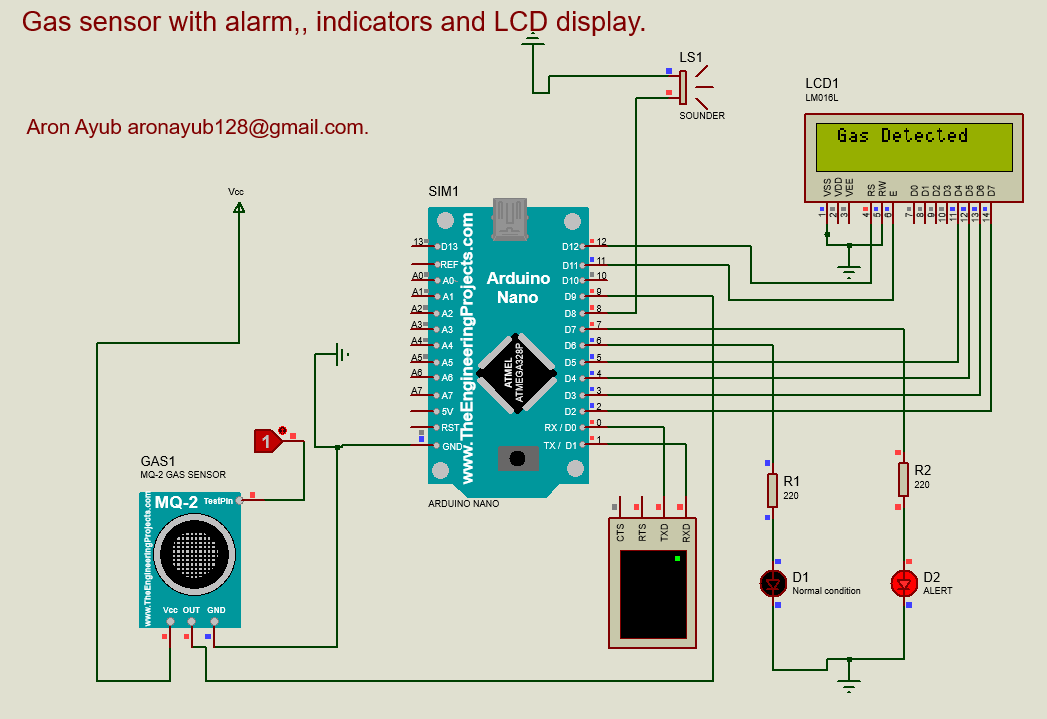 Gas sensor with alarm,, indicators and LCD display.
LS1
SOUNDER
LCD1
LM016L
Gas Detected
VSS VDD VEE RS RW E D0 D1 D2 D3 D4 D5 D6 D7
1 2 3 4 5 6 7 8 9 10 11 12 13 14
Aron Ayub aronayub128@gmail.com.
Vcc
SIM1
www.TheEngineeringProjects.com
Arduino
Nano
ATMEL
ATMEGA328P
13 D13
REF
A0 A0
A1 A1
A2 A2
A3 A3
A4 A4
A5 A5
A6 A6
A7 A7
5V
RST
GND
D12 12
D11 11
D10 10
D9 9
D8 8
D7 7
D6 6
D5 5
D4 4
D3 3
D2 2
RX / D0 0
TX / D1 1
ARDUINO NANO
1
GAS1
MQ-2 GAS SENSOR
MQ-2 TestPin
www.TheEngineeringProjects.com
Vcc OUT GND
CTS RTS TXD RXD
R1
220
R2
220
D1
Normal condition
D2
ALERT